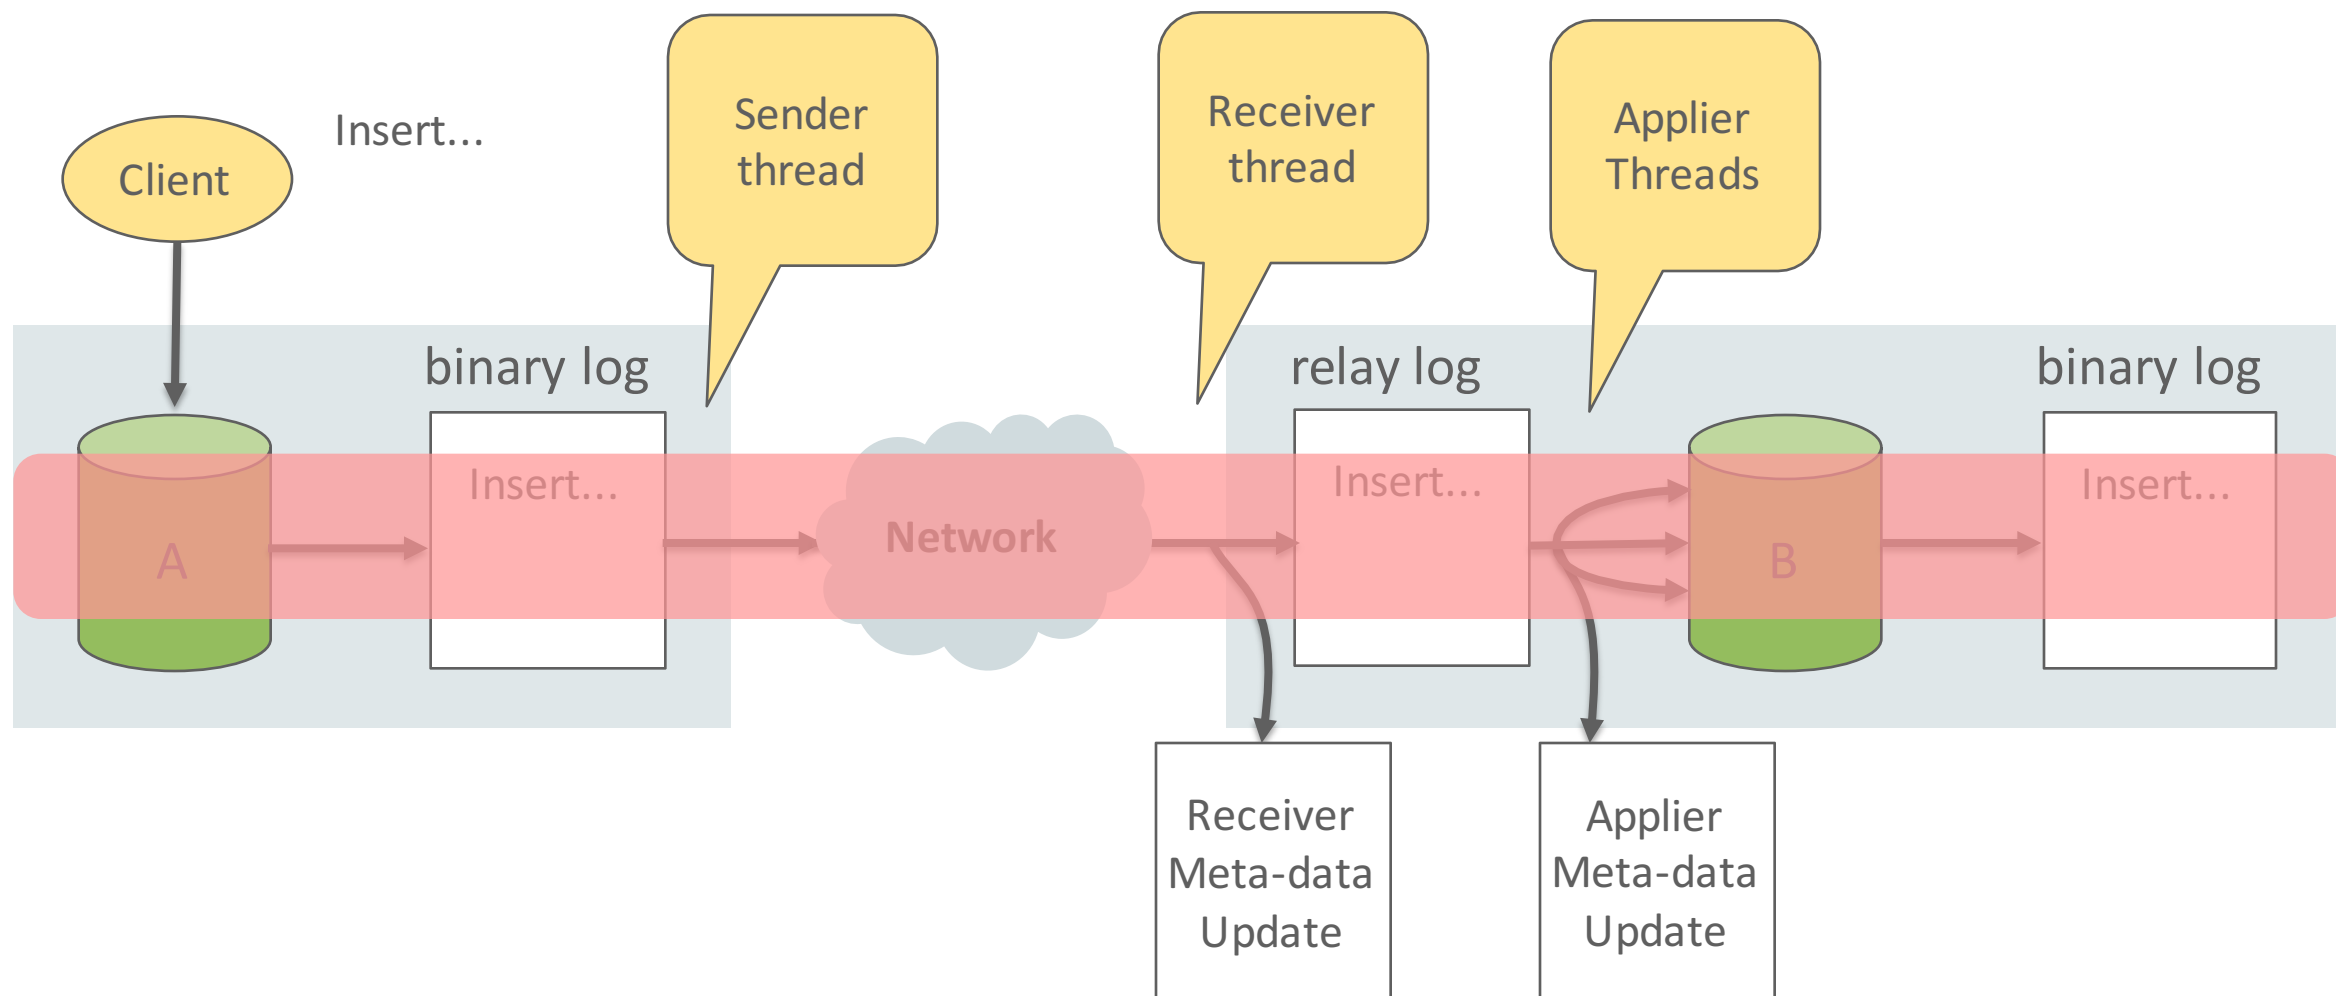 Client
Insert...
Sender
thread
Receiver
thread
Applier
Threads
binary log
relay log
binary log
A
Insert...
Network
Insert...
B
Insert...
Receiver
Meta-data
Update
Applier
Meta-data
Update